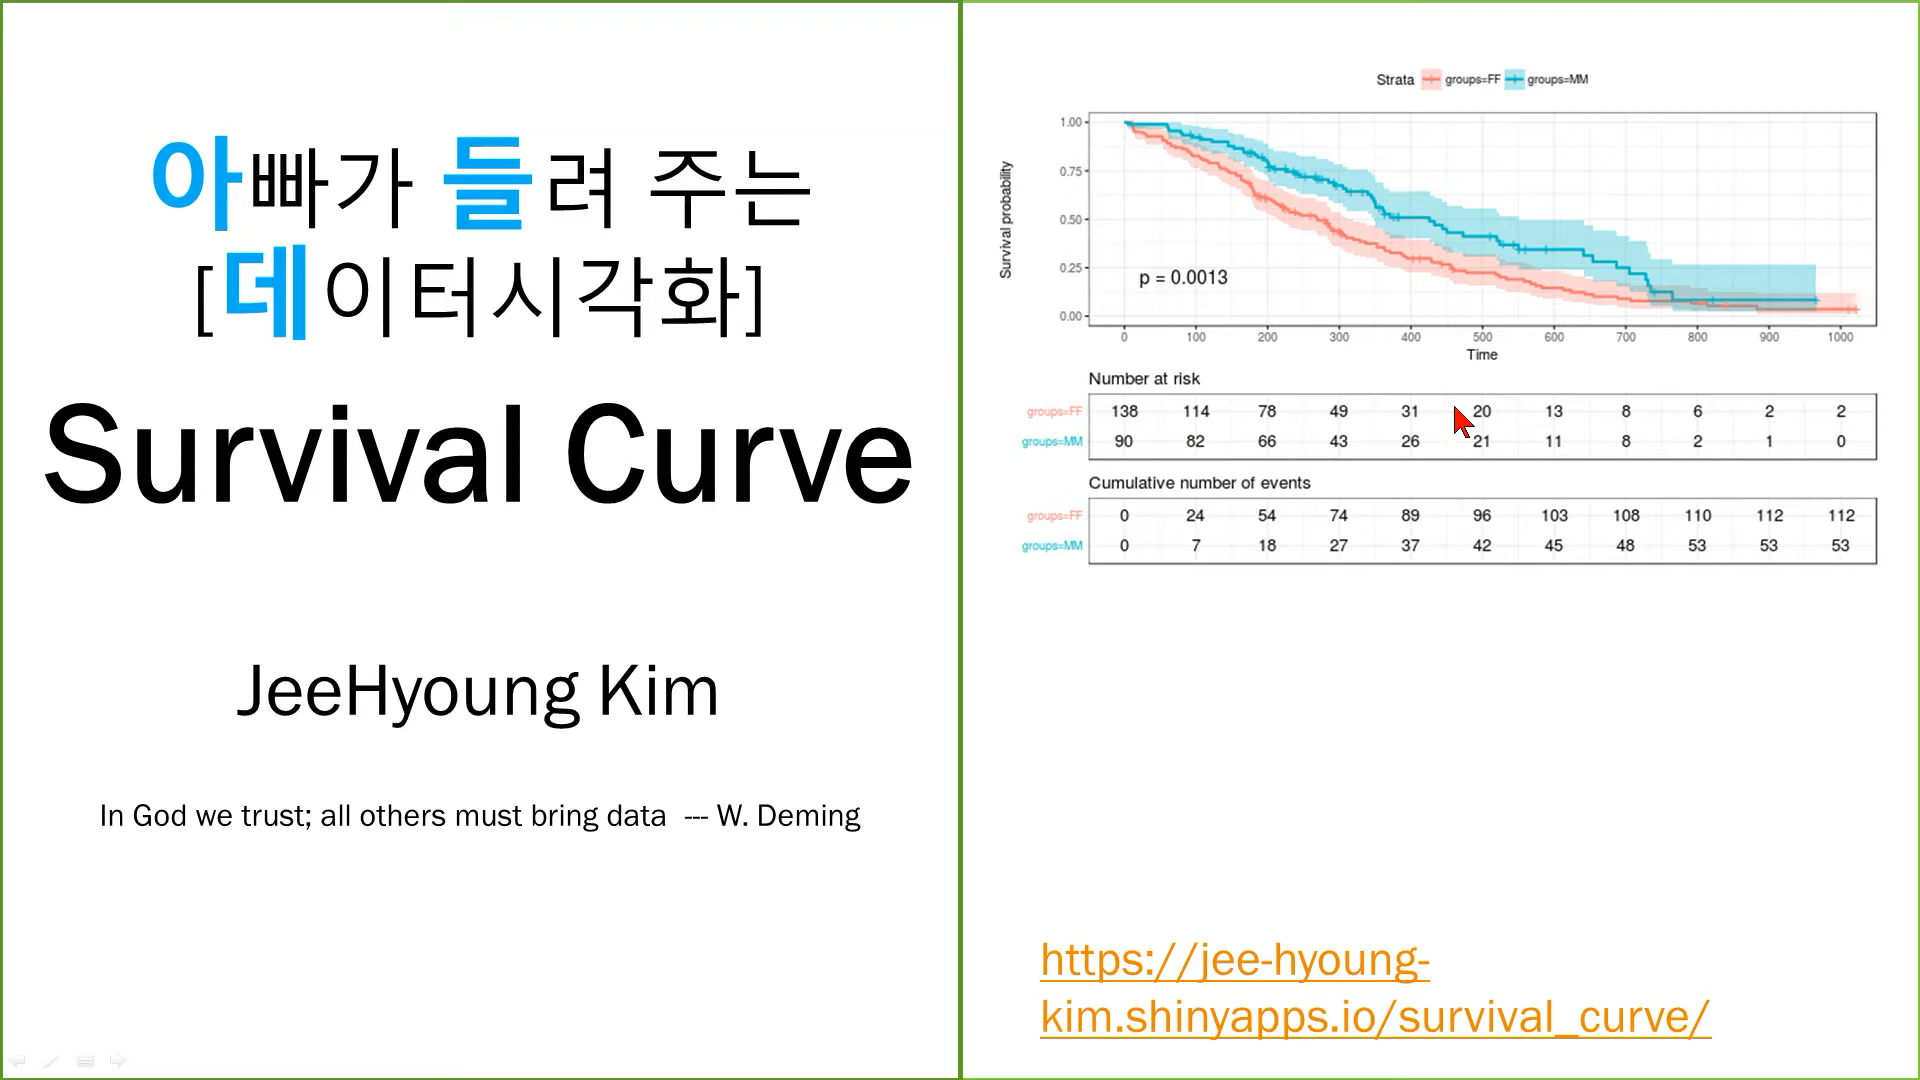 아빠가 들려 주는
[데이터시각화]
Survival Curve
JeeHyoung Kim
In God we trust; all others must bring data --- W. Deming
Strata groups=FF groups=MM
Survival probability
1.00
0.75
0.50
0.25
0.00
p = 0.0013
0 100 200 300 400 500 600 700 800 900 1000
Time
Number at risk
groups=FF 138 114 78 49 31 20 13 8 6 2 2
groups=MM 90 82 66 43 26 21 11 8 2 1 0
Cumulative number of events
groups=FF 0 24 54 74 89 96 103 108 110 112 112
groups=MM 0 7 18 27 37 42 45 48 53 53 53
https://jee-hyoung-
kim.shinyapps.io/survival_curve/